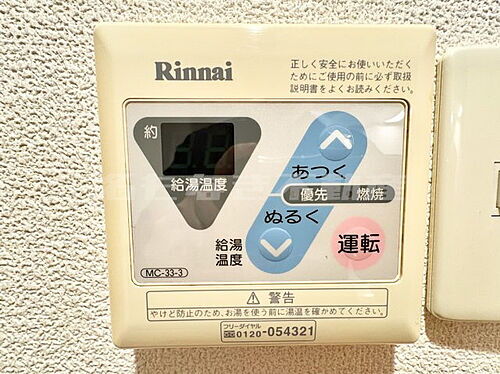 Rinnai
正しく安全にお使いいただく
ためにご使用の前に必ず取扱
説明書をよくお読みください。
約
給湯温度
あつく
優先 燃焼
ぬるく
給湯
温度
運転
MC-33-3
⚠ 警告
やけど防止のため、お湯を使う前に湯温を確かめてください。
フリーダイヤル
0120-054321